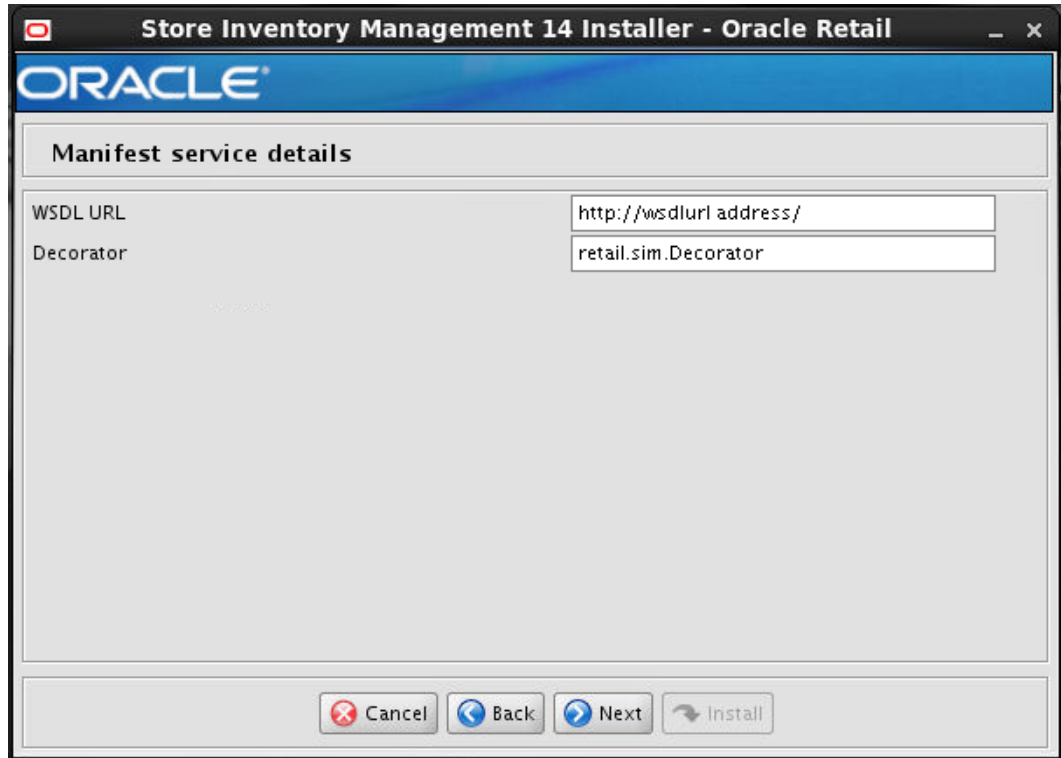 Store Inventory Management 14 Installer - Oracle Retail
ORACLE
Manifest service details
WSDL URL
http://wsdlurl address/
Decorator
retail.sim.Decorator
Cancel
Back
Next
Install